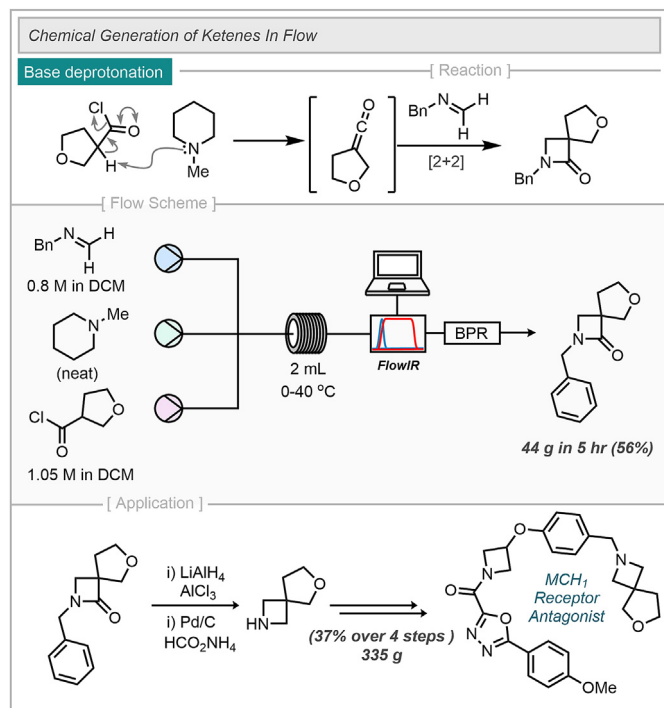 Chemical Generation of Ketenes In Flow
Base deprotonation
[ Reaction ]
Cl
O
O
H
N
Me
O
C
O
Bn
N
H
H
[2+2]
O
N
Bn
O
[ Flow Scheme ]
Bn
N
H
H
0.8 M in DCM
Me
N
(neat)
Cl
O
O
1.05 M in DCM
2 mL
0-40 ºC
FlowIR
BPR
O
N
O
44 g in 5 hr (56%)
[ Application ]
O
N
O
i) LiAlH4
AlCl3
i) Pd/C
HCO2NH4
O
HN
(37% over 4 steps )
335 g
O
N
O
N
O
N N
OMe
MCH1
Receptor
Antagonist
O